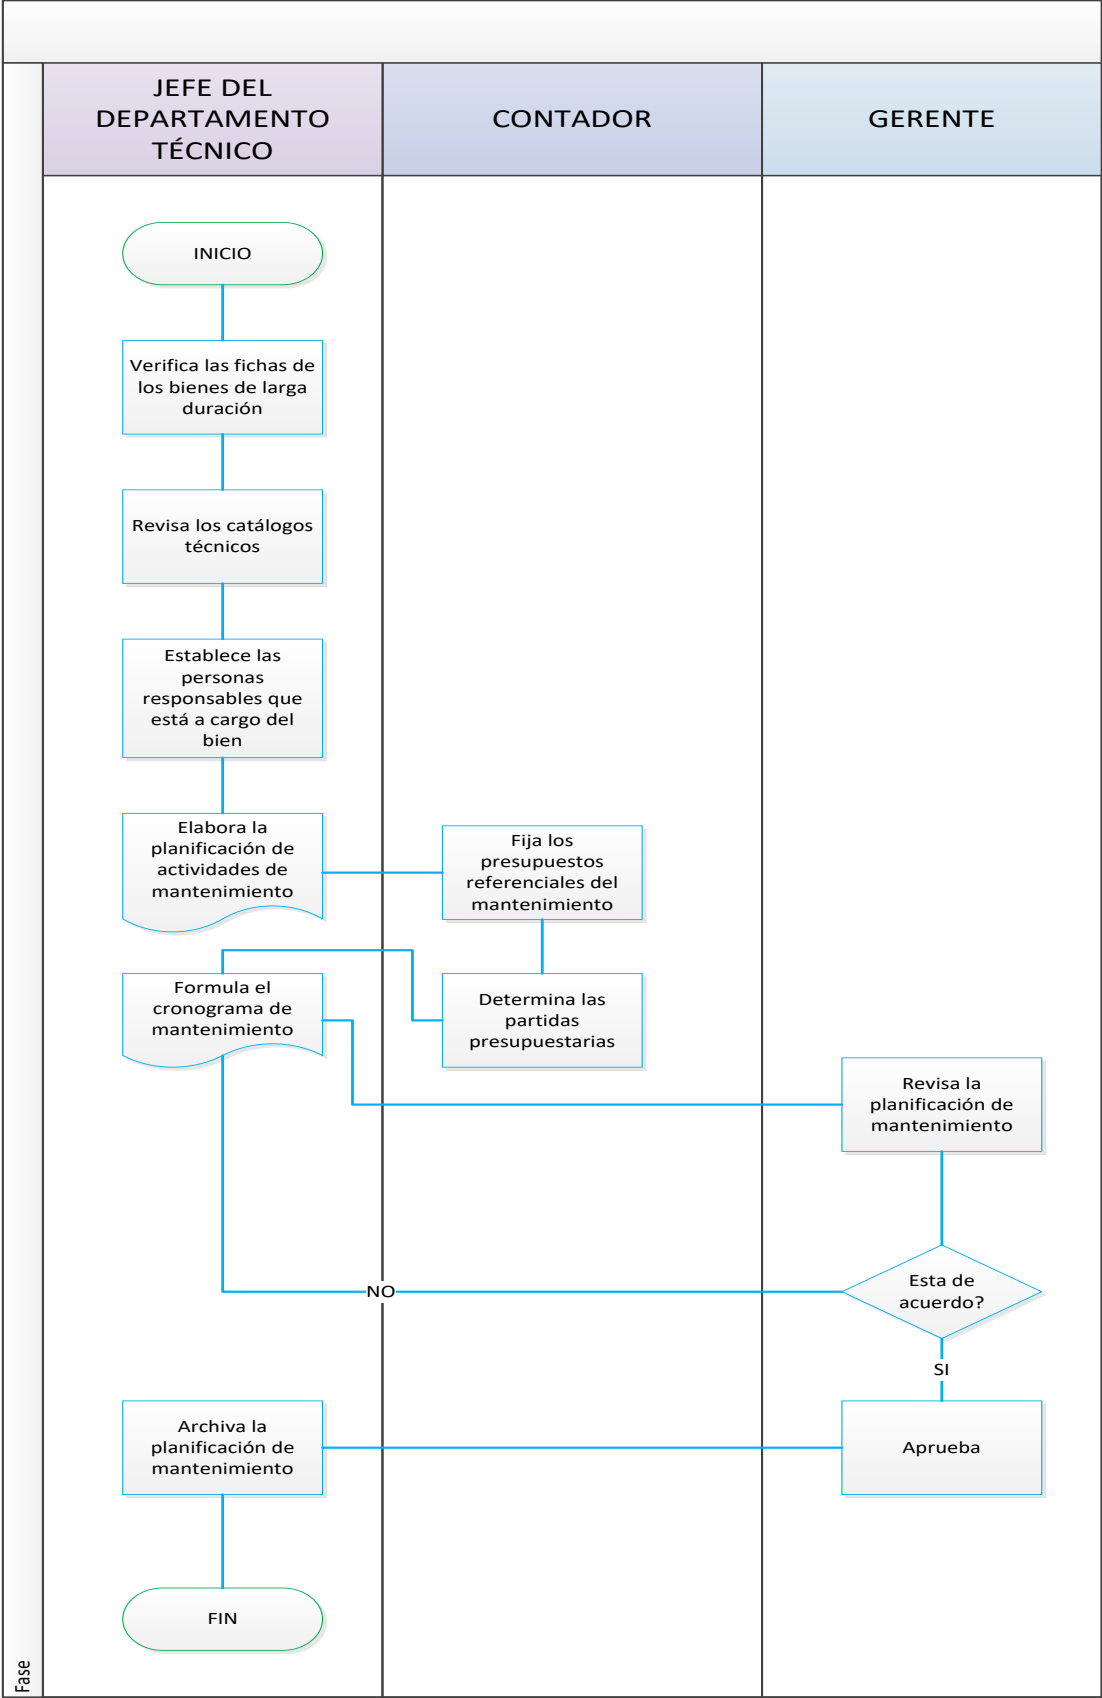 JEFE DEL
DEPARTAMENTO
TÉCNICO
CONTADOR
GERENTE
INICIO
Verifica las fichas de
los bienes de larga
duración
Revisa los catálogos
técnicos
Establece las
personas
responsables que
está a cargo del
bien
Elabora la
planificación de
actividades de
mantenimiento
Fija los
presupuestos
referenciales del
mantenimiento
Formula el
cronograma de
mantenimiento
Determina las
partidas
presupuestarias
Revisa la
planificación de
mantenimiento
Esta de
acuerdo?
NO
SI
Archiva la
planificación de
mantenimiento
Aprueba
FIN
Fase